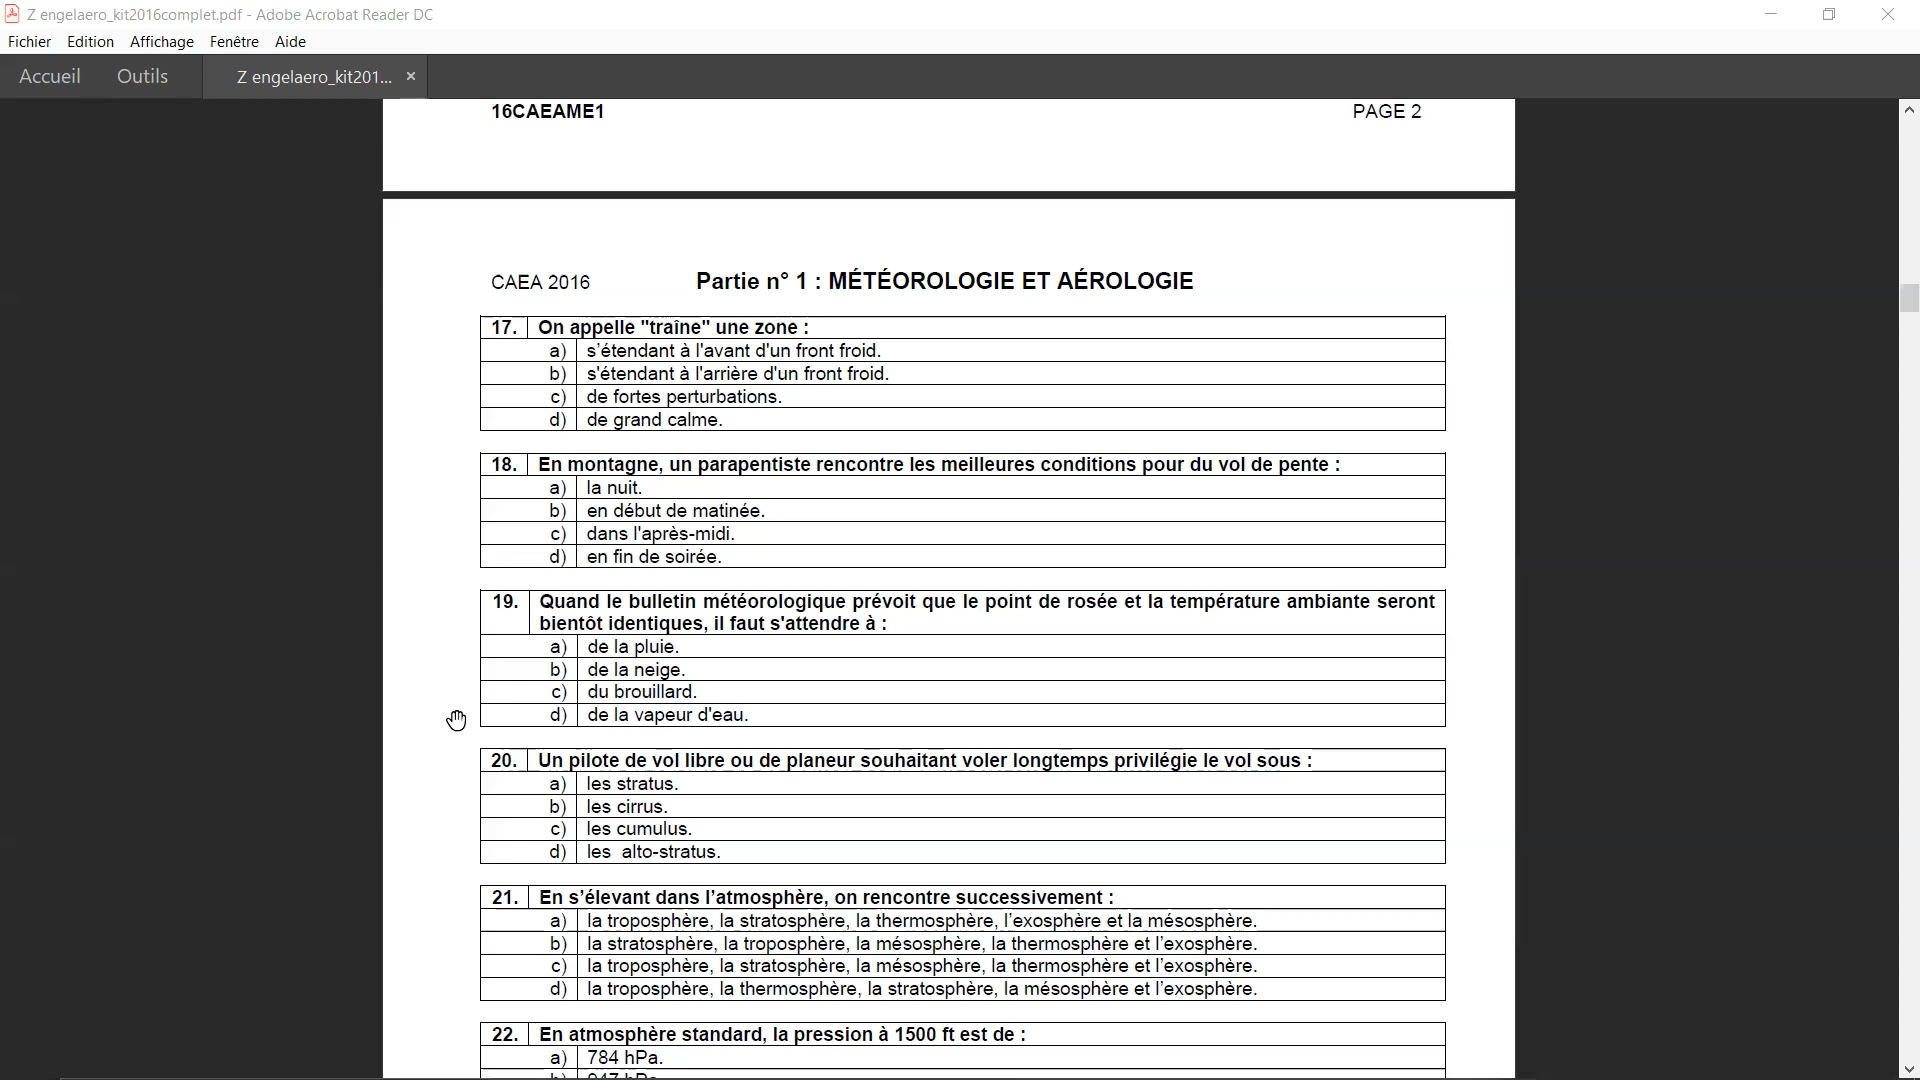 Z engelaero_kit2016complet.pdf - Adobe Acrobat Reader DC
Fichier Edition Affichage Fenêtre Aide
Accueil Outils Z engelaero_kit201... ×
16CAEAME1 PAGE 2
CAEA 2016 Partie n° 1 : MÉTÉOROLOGIE ET AÉROLOGIE
17. On appelle "traîne" une zone :
a) s’étendant à l'avant d'un front froid.
b) s'étendant à l'arrière d'un front froid.
c) de fortes perturbations.
d) de grand calme.
18. En montagne, un parapentiste rencontre les meilleures conditions pour du vol de pente :
a) la nuit.
b) en début de matinée.
c) dans l'après-midi.
d) en fin de soirée.
19. Quand le bulletin météorologique prévoit que le point de rosée et la température ambiante seront
bientôt identiques, il faut s'attendre à :
a) de la pluie.
b) de la neige.
c) du brouillard.
d) de la vapeur d'eau.
20. Un pilote de vol libre ou de planeur souhaitant voler longtemps privilégie le vol sous :
a) les stratus.
b) les cirrus.
c) les cumulus.
d) les alto-stratus.
21. En s’élevant dans l’atmosphère, on rencontre successivement :
a) la troposphère, la stratosphère, la thermosphère, l’exosphère et la mésosphère.
b) la stratosphère, la troposphère, la mésosphère, la thermosphère et l’exosphère.
c) la troposphère, la stratosphère, la mésosphère, la thermosphère et l’exosphère.
d) la troposphère, la thermosphère, la stratosphère, la mésosphère et l’exosphère.
22. En atmosphère standard, la pression à 1500 ft est de :
a) 784 hPa.